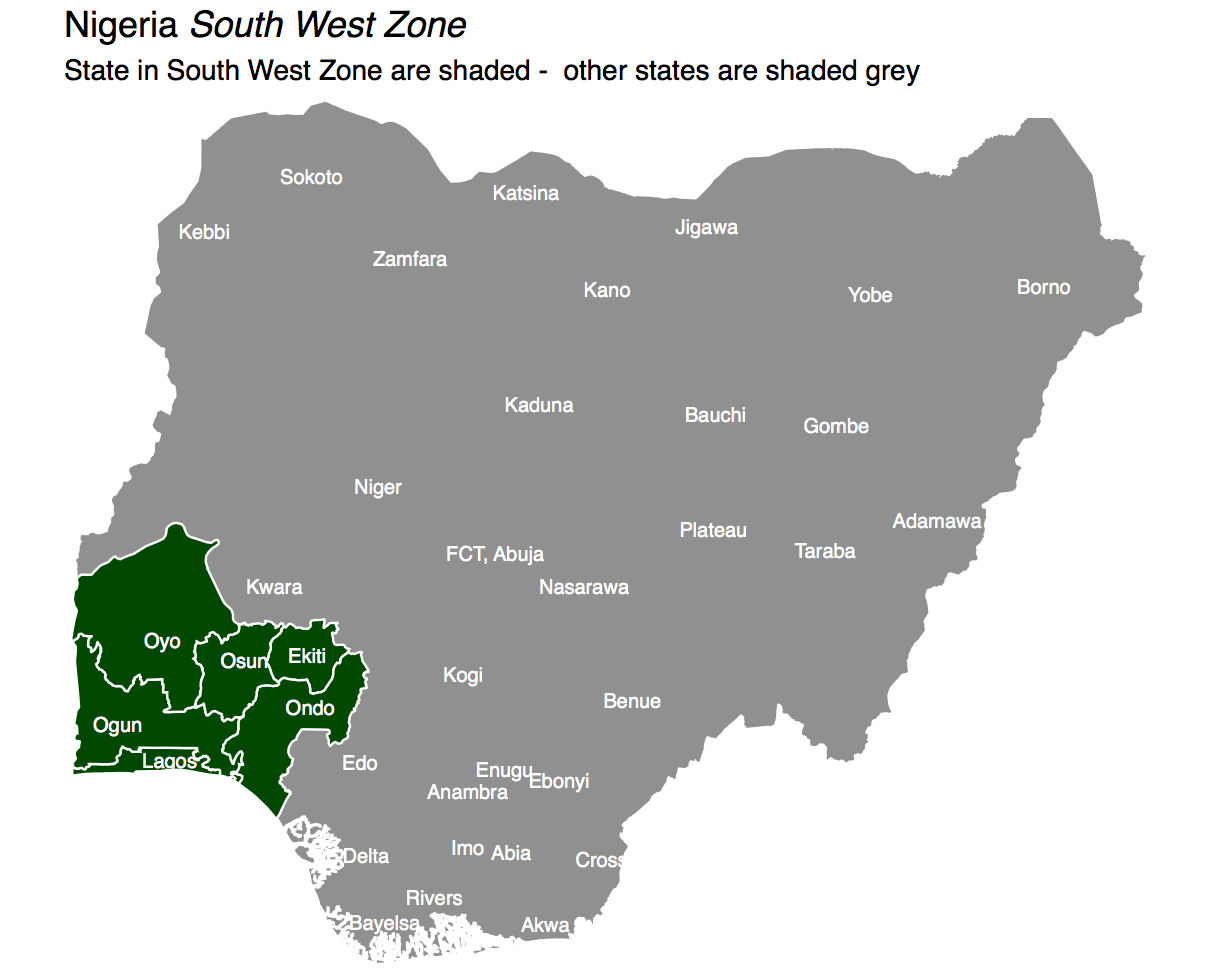 Nigeria South West Zone
State in South West Zone are shaded -  other states are shaded grey
Sokoto
Katsina
Kebbi
Jigawa
Zamfara
Kano
Yobe
Borno
Kaduna
Bauchi
Gombe
Niger
Plateau
Adamawa
FCT, Abuja
Taraba
Kwara
Nasarawa
Oyo
Osun
Ekiti
Kogi
Benue
Ondo
Ogun
Lagos
Edo
Enugu
Ebonyi
Anambra
Delta
Imo
Abia
Cross
Rivers
Bayelsa
Akwa